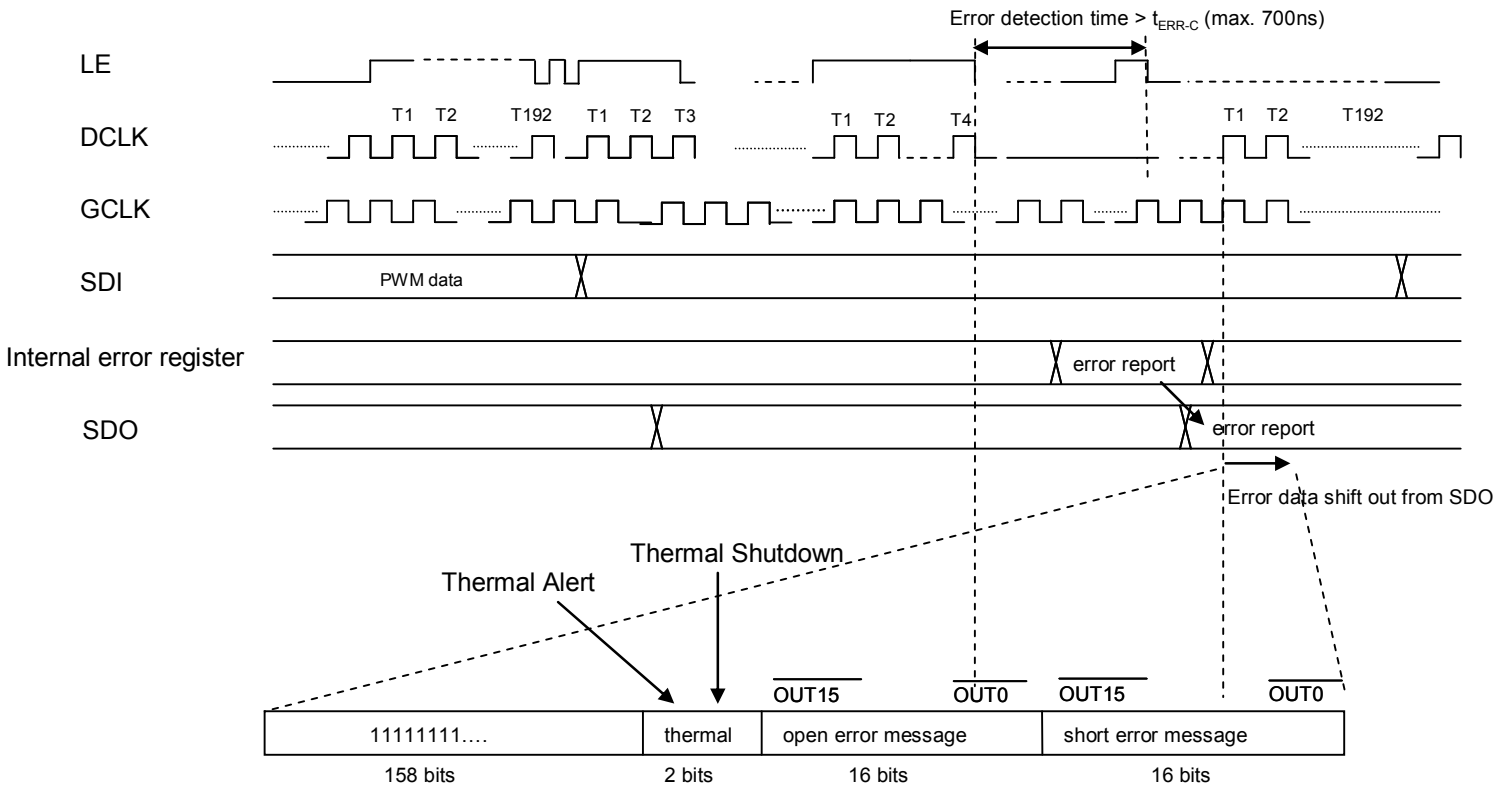 Error detection time > tERR-C (max. 700ns)
LE
T1 T2 T192 T1 T2 T3 T1 T2 T4 T1 T2 T192
DCLK
GCLK
SDI
PWM data
Internal error register
error report
SDO
error report
Error data shift out from SDO
Thermal Shutdown
Thermal Alert
OUT15 OUT0 OUT15 OUT0
11111111.... thermal open error message short error message
158 bits 2 bits 16 bits 16 bits